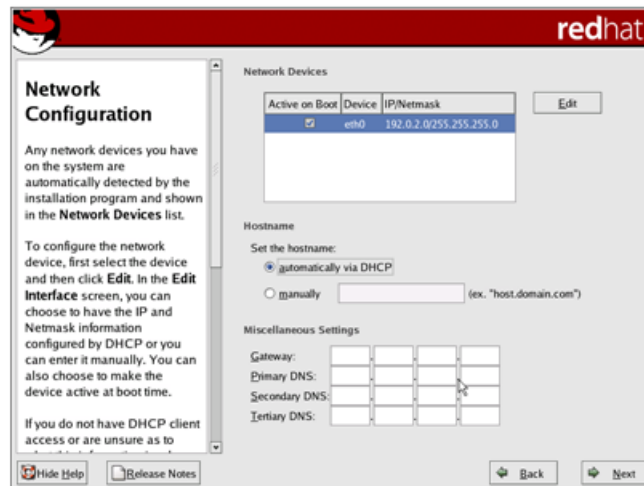 redhat
Network
Configuration
Any network devices you have
on the system are
automatically detected by the
installation program and shown
in the Network Devices list.
To configure the network
device, first select the device
and then click Edit. In the Edit
Interface screen, you can
choose to have the IP and
Netmask information
configured by DHCP or you
can enter it manually. You can
also choose to make the
device active at boot time.
If you do not have DHCP client
access or are unsure as to
Network Devices
Active on Boot Device IP/Netmask
eth0 192.0.2.0/255.255.255.0
Edit
Hostname
Set the hostname:
automatically via DHCP
manually (ex. "host.domain.com")
Miscellaneous Settings
Gateway: . . .
Primary DNS: . . .
Secondary DNS: . . .
Tertiary DNS: . . .
Hide Help
Release Notes
Back
Next